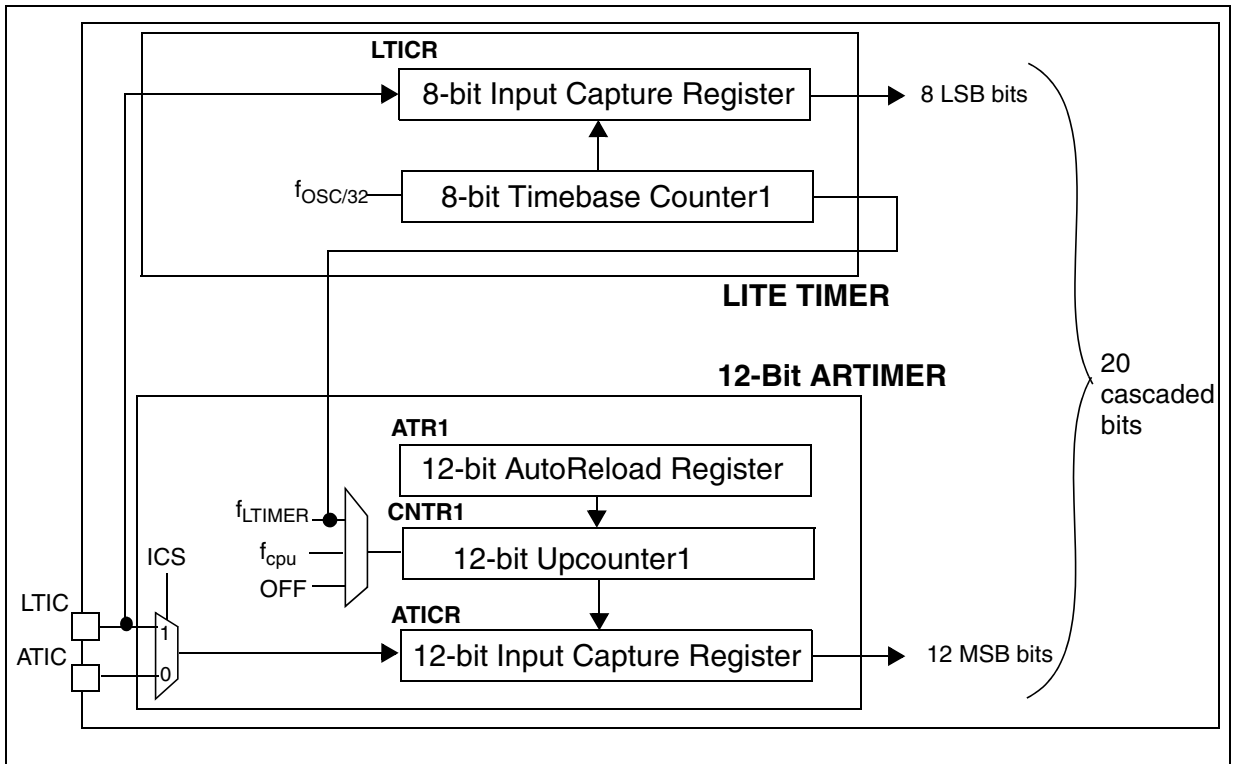 LTICR
8-bit Input Capture Register
8 LSB bits
fOSC/32
8-bit Timebase Counter1
LITE TIMER
20
cascaded
bits
12-Bit ARTIMER
ATR1
12-bit AutoReload Register
fLTIMER
CNTR1
fcpu
12-bit Upcounter1
OFF
ICS
LTIC
1
ATICR
ATIC
0
12-bit Input Capture Register
12 MSB bits